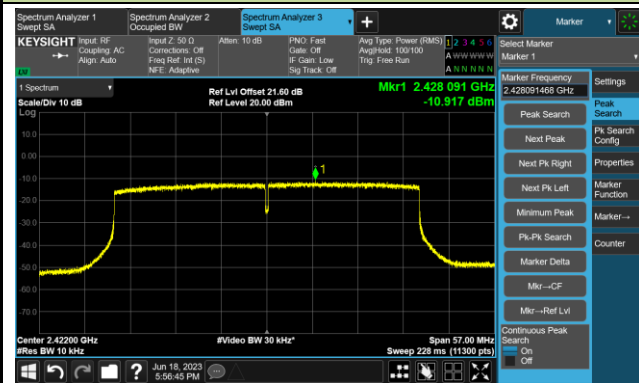 Spectrum Analyzer 1
Swept SA
Spectrum Analyzer 2
Occupied BW
Spectrum Analyzer 3
Swept SA
Marker
KEYSIGHT
Input: RF
Coupling: AC
Align: Auto
Input Z: 50 Ω
Corrections: Off
Freq Ref: Int (S)
NFE: Adaptive
Atten: 10 dB
PNO: Fast
Gate: Off
IF Gain: Low
Sig Track: Off
Avg Type: Power (RMS)
Avg|Hold: 100/100
Trig: Free Run
1 2 3 4 5 6
A W W W W W
A N N N N N
Select Marker
Marker 1
1 Spectrum
Scale/Div 10 dB
Log
Ref Lvl Offset 21.60 dB
Ref Level 20.00 dBm
Mkr1 2.428 091 GHz
-10.917 dBm
1
10.0
0.00
-10.0
-20.0
-30.0
-40.0
-50.0
-60.0
-70.0
Center 2.42200 GHz
#Res BW 10 kHz
#Video BW 30 kHz*
Span 57.00 MHz
Sweep 228 ms (11300 pts)
Marker Frequency
2.428091468 GHz
Peak Search
Next Peak
Next Pk Right
Next Pk Left
Minimum Peak
Pk-Pk Search
Marker Delta
Mkr→CF
Mkr→Ref Lvl
Continuous Peak
Search
On
Off
Settings
Peak
Search
Pk Search
Config
Properties
Marker
Function
Marker→
Counter
Jun 18, 2023
5:56:45 PM